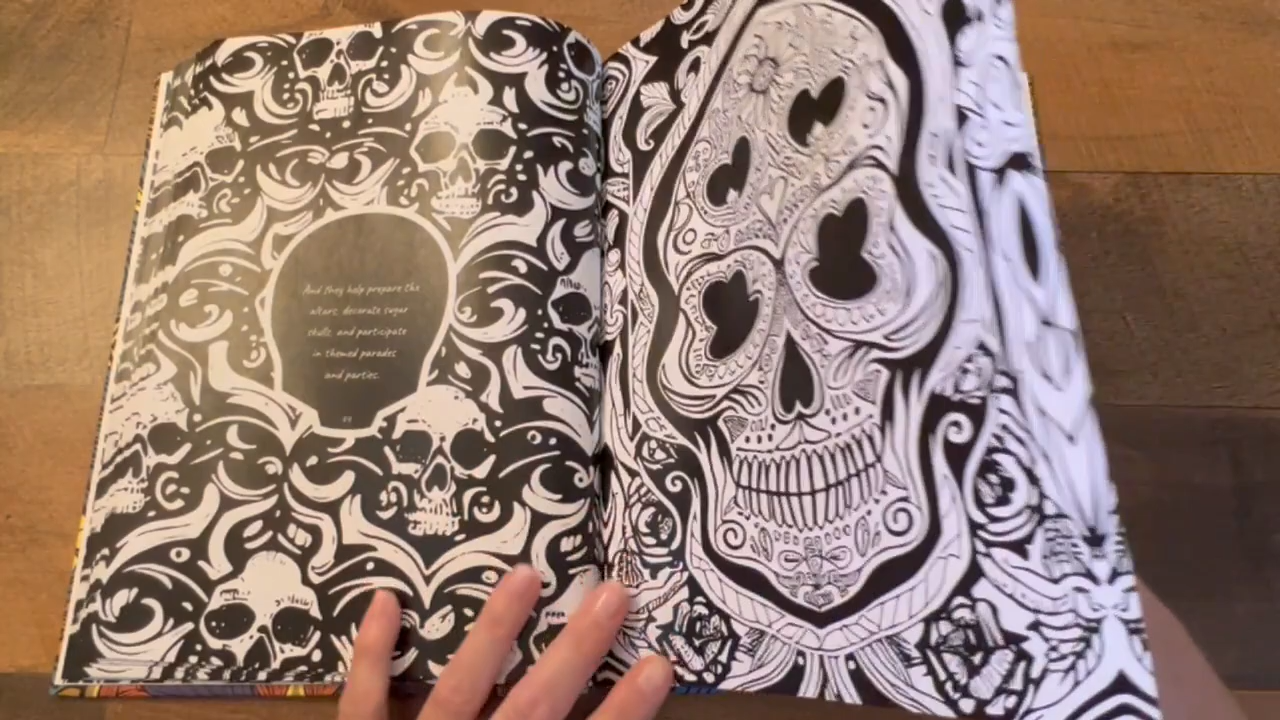 And they help prepare the
altars, decorate sugar
skulls, and participate
in themed parades
and parties.